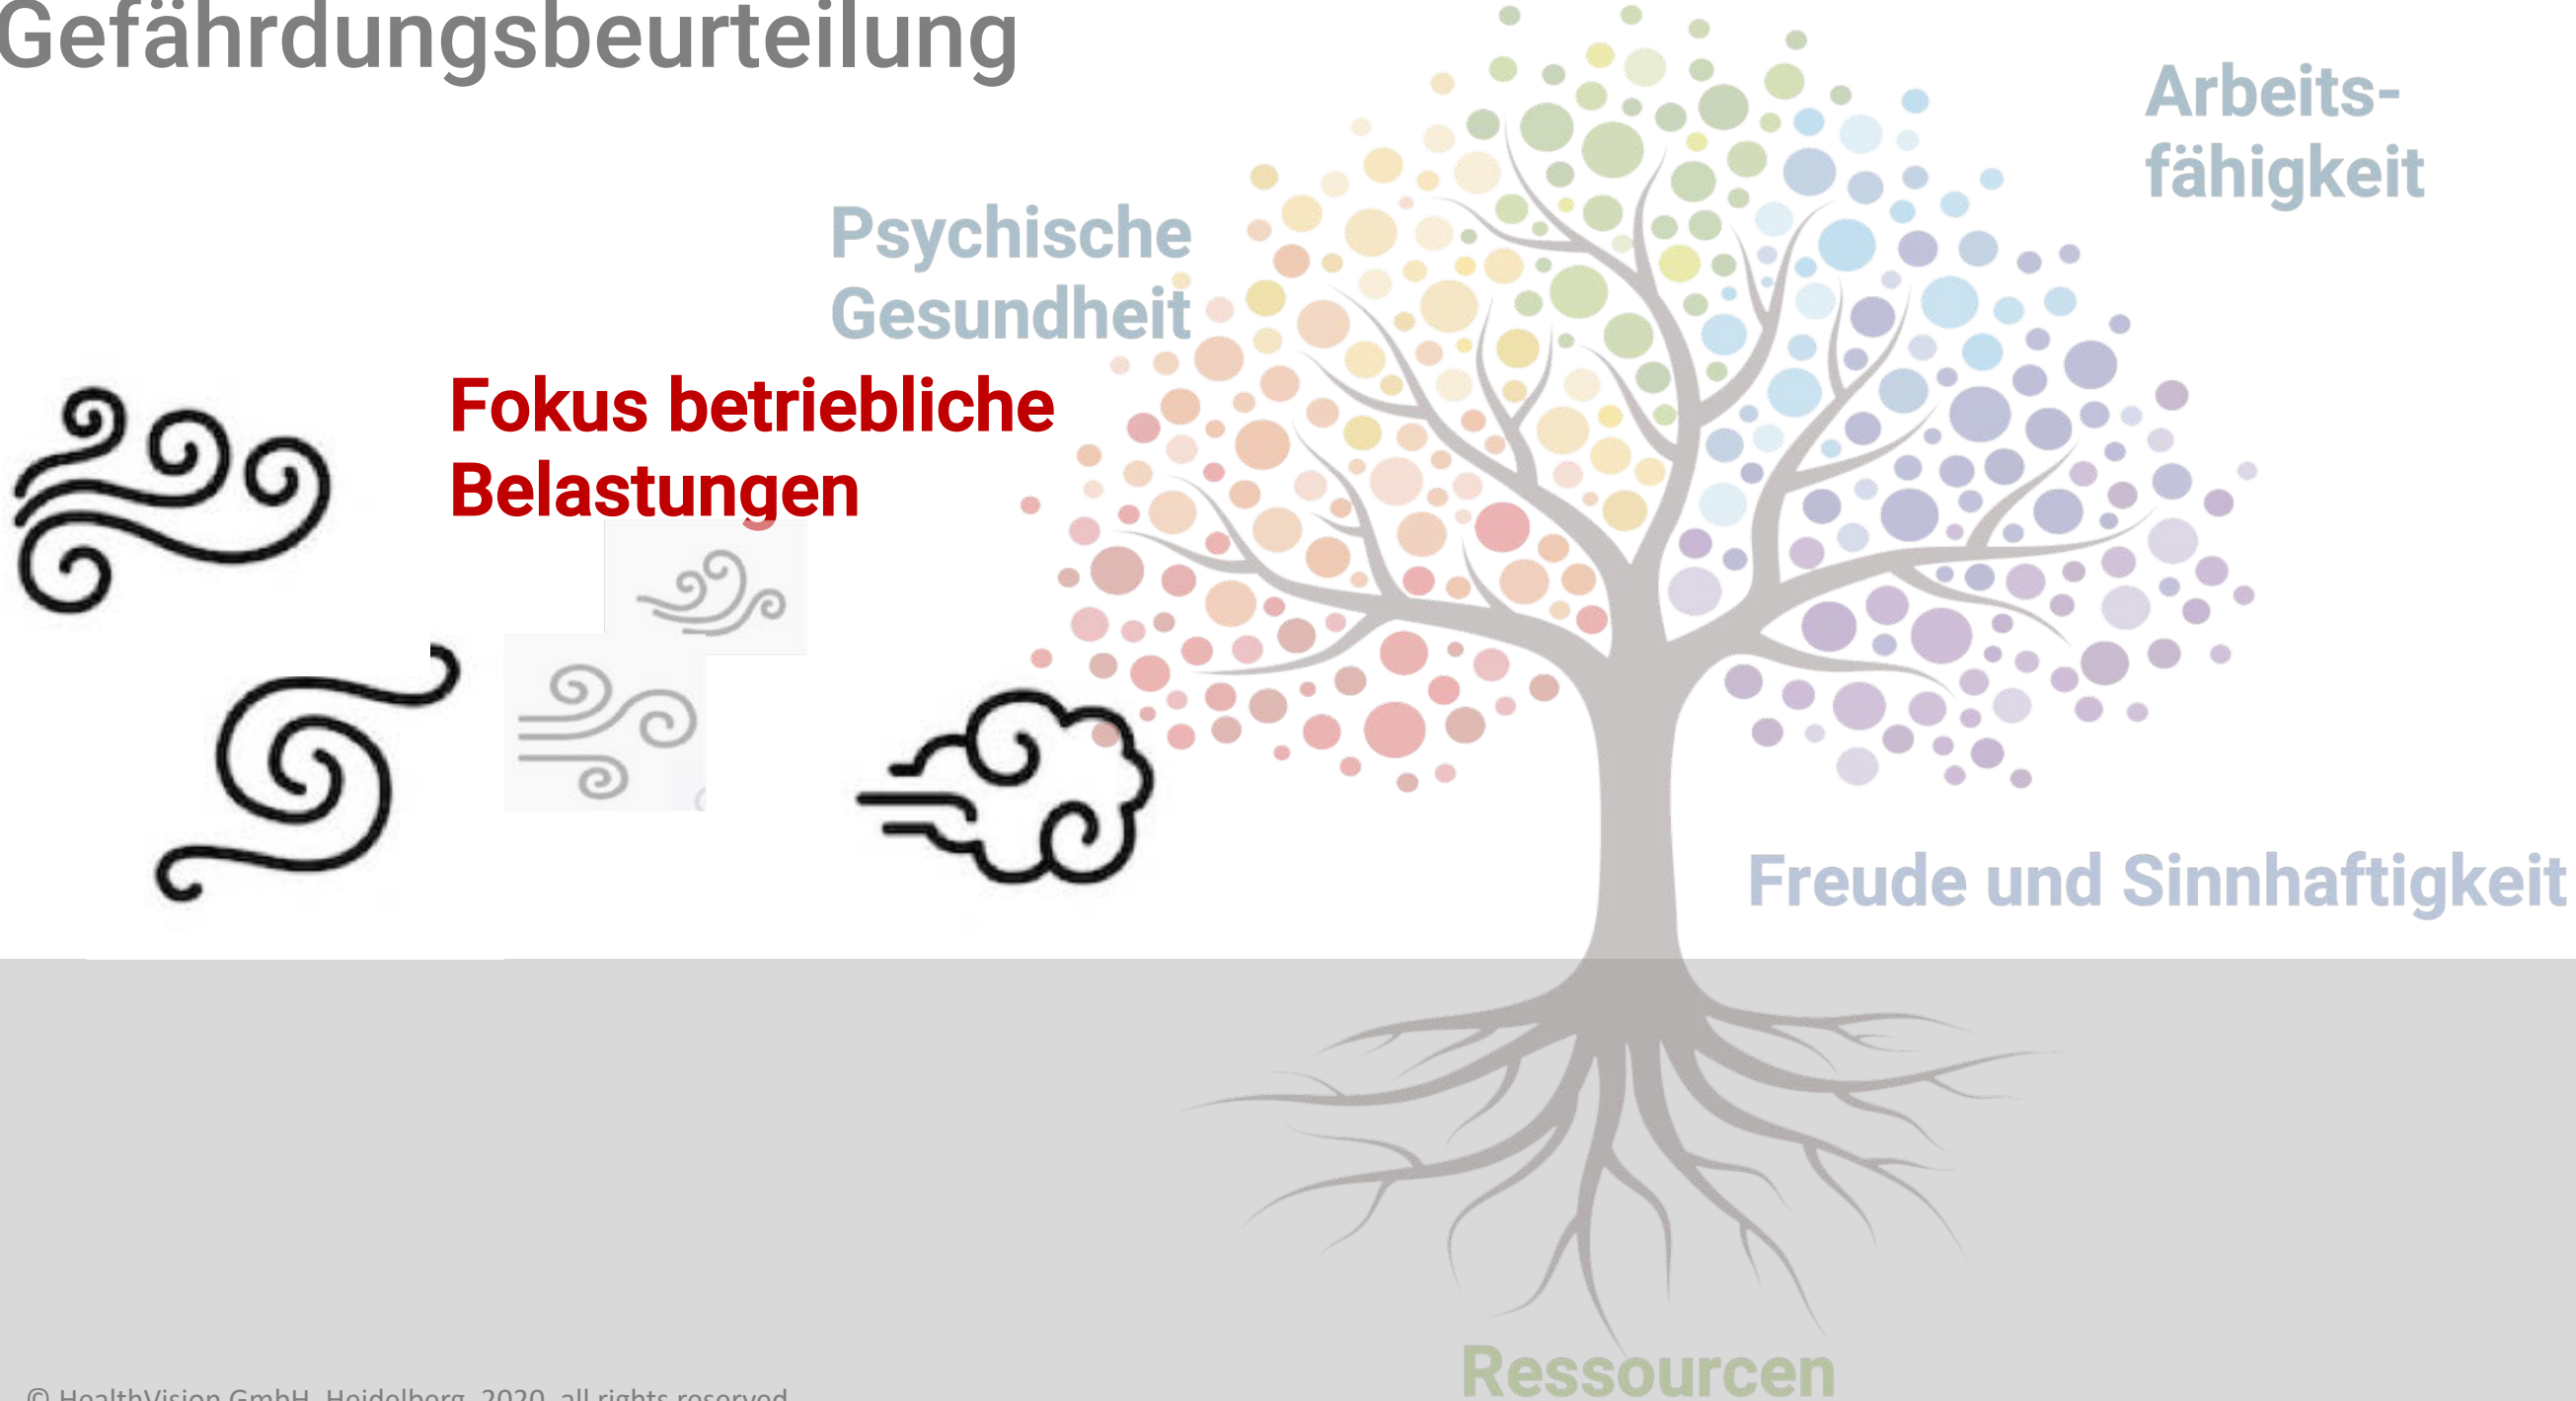 Gefährdungsbeurteilung
Arbeits-
fähigkeit
Psychische
Gesundheit
Fokus betriebliche
Belastungen
Freude und Sinnhaftigkeit
Ressourcen
© HealthVision GmbH, Heidelberg, 2020, all rights reserved